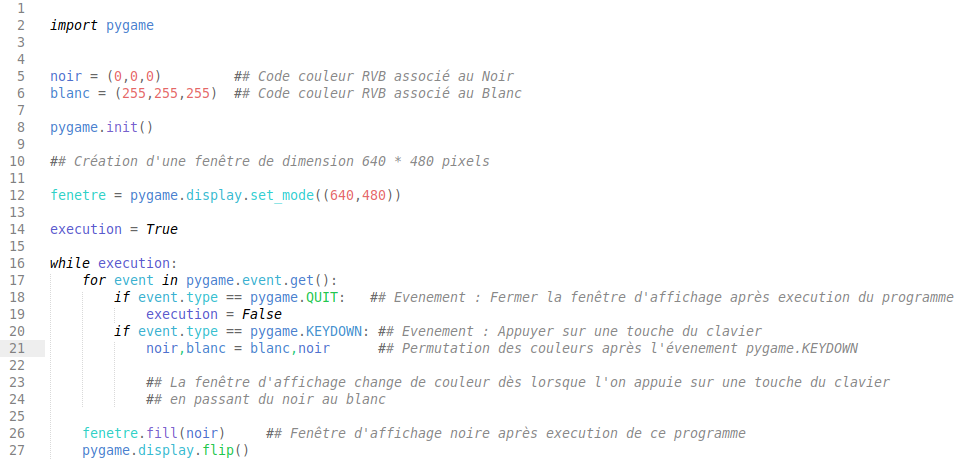 1
2 import pygame
3
4
5 noir = (0,0,0) ## Code couleur RVB associé au Noir
6 blanc = (255,255,255) ## Code couleur RVB associé au Blanc
7
8 pygame.init()
9
10 ## Création d'une fenêtre de dimension 640 * 480 pixels
11
12 fenetre = pygame.display.set_mode((640,480))
13
14 execution = True
15
16 while execution:
17 for event in pygame.event.get():
18 if event.type == pygame.QUIT: ## Evenement : Fermer la fenêtre d'affichage après execution du programme
19 execution = False
20 if event.type == pygame.KEYDOWN: ## Evenement : Appuyer sur une touche du clavier
21 noir,blanc = blanc,noir ## Permutation des couleurs après l'évenement pygame.KEYDOWN
22
23 ## La fenêtre d'affichage change de couleur dès lorsque l'on appuie sur une touche du clavier
24 ## en passant du noir au blanc
25
26 fenetre.fill(noir) ## Fenêtre d'affichage noire après execution de ce programme
27 pygame.display.flip()